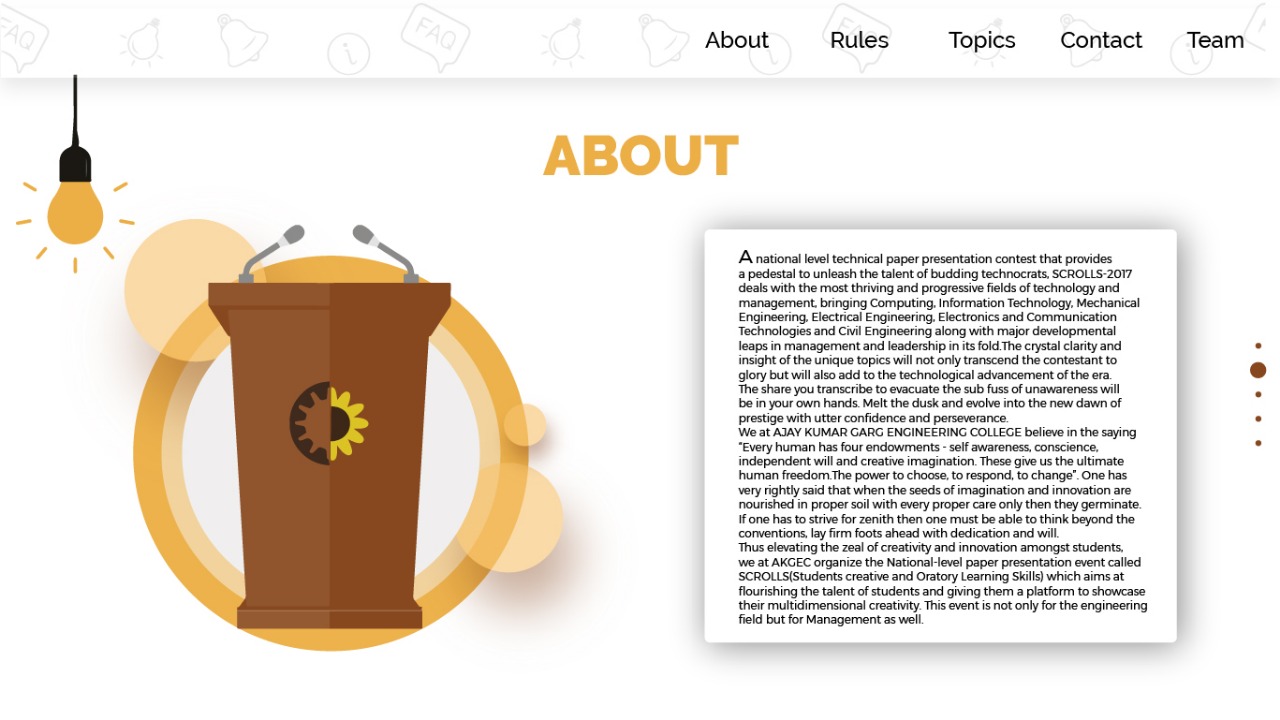 FAQ
FAQ
FAQ
About Rules Topics Contact Team
ABOUT
A national level technical paper presentation contest that provides
a pedestal to unleash the talent of budding technocrats, SCROLLS-2017
deals with the most thriving and progressive fields of technology and
management, bringing Computing, Information Technology, Mechanical
Engineering, Electrical Engineering, Electronics and Communication
Technologies and Civil Engineering along with major developmental
leaps in management and leadership in its fold.The crystal clarity and
insight of the unique topics will not only transcend the contestant to
glory but will also add to the technological advancement of the era.
The share you transcribe to evacuate the sub fuss of unawareness will
be in your own hands. Melt the dusk and evolve into the new dawn of
prestige with utter confidence and perseverance.
We at AJAY KUMAR GARG ENGINEERING COLLEGE believe in the saying
"Every human has four endowments - self awareness, conscience,
independent will and creative imagination. These give us the ultimate
human freedom.The power to choose, to respond, to change". One has
very rightly said that when the seeds of imagination and innovation are
nourished in proper soil with every proper care only then they germinate.
If one has to strive for zenith then one must be able to think beyond the
conventions, lay firm foots ahead with dedication and will.
Thus elevating the zeal of creativity and innovation amongst students,
we at AKGEC organize the National-level paper presentation event called
SCROLLS(Students creative and Oratory Learning Skills) which aims at
flourishing the talent of students and giving them a platform to showcase
their multidimensional creativity. This event is not only for the engineering
field but for Management as well.